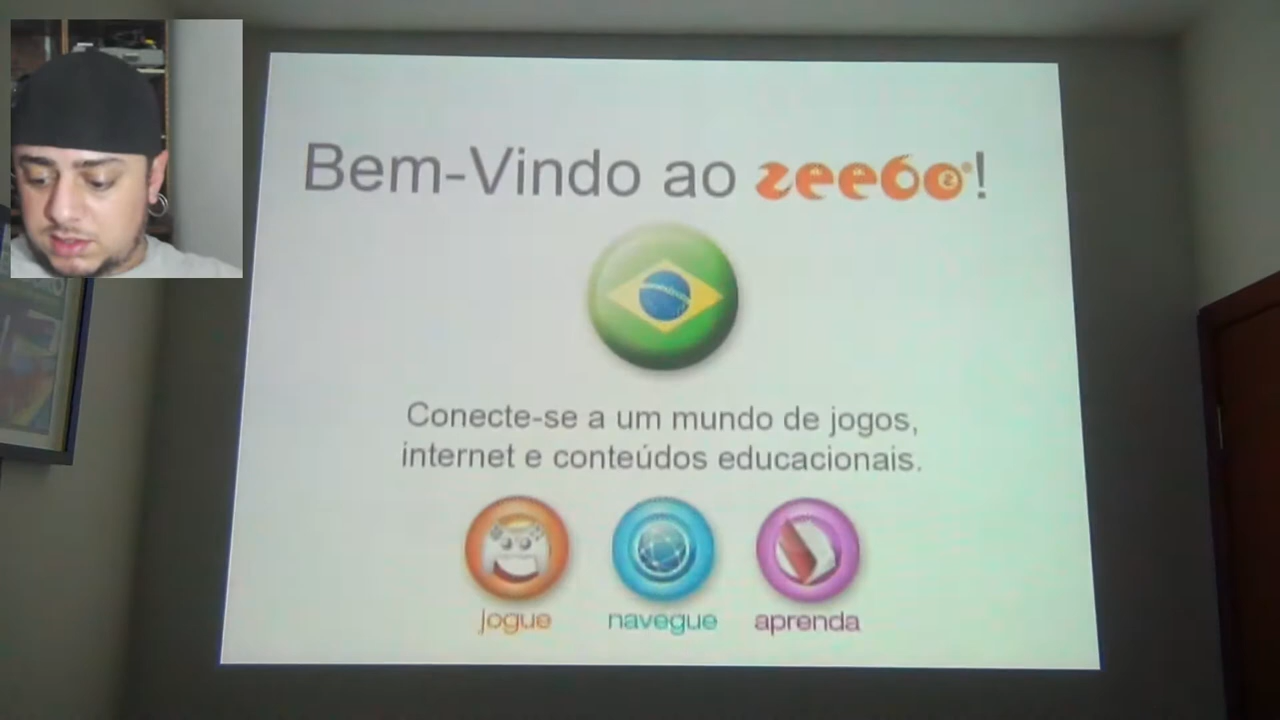 Bem-Vindo ao zeebo®!
Conecte-se a um mundo de jogos,
internet e conteúdos educacionais.
jogue
navegue
aprenda